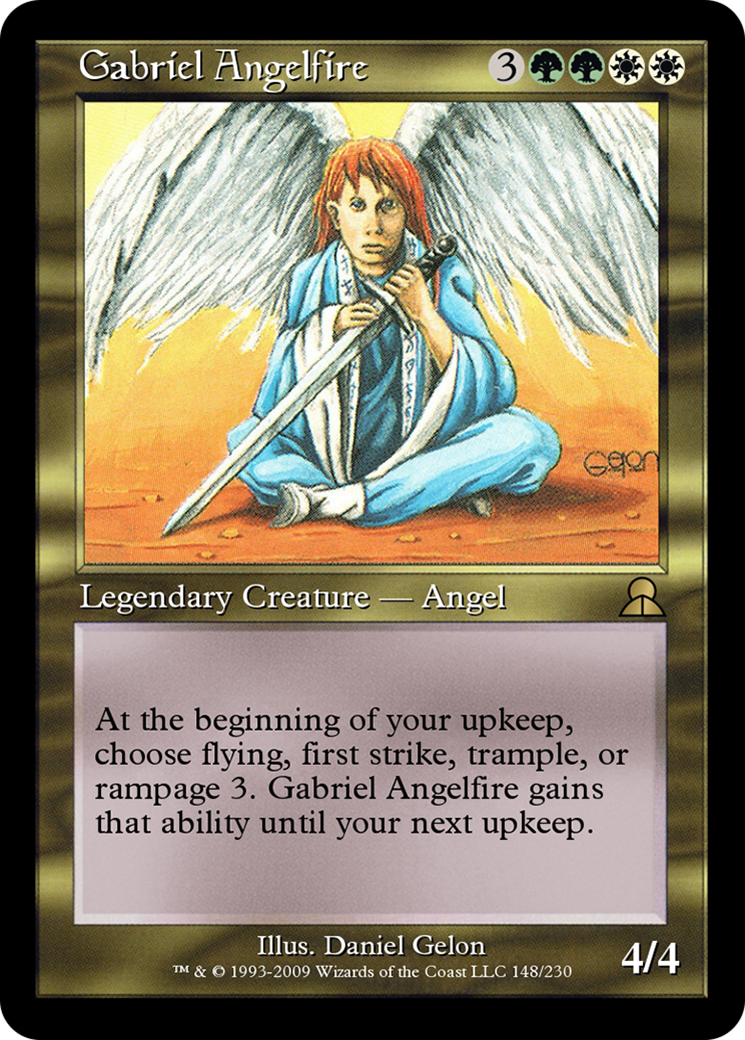 Gabriel Angelfire
3
Gelon
Legendary Creature — Angel
At the beginning of your upkeep,
choose flying, first strike, trample, or
rampage 3. Gabriel Angelfire gains
that ability until your next upkeep.
Illus. Daniel Gelon
™ & © 1993-2009 Wizards of the Coast LLC 148/230
4/4